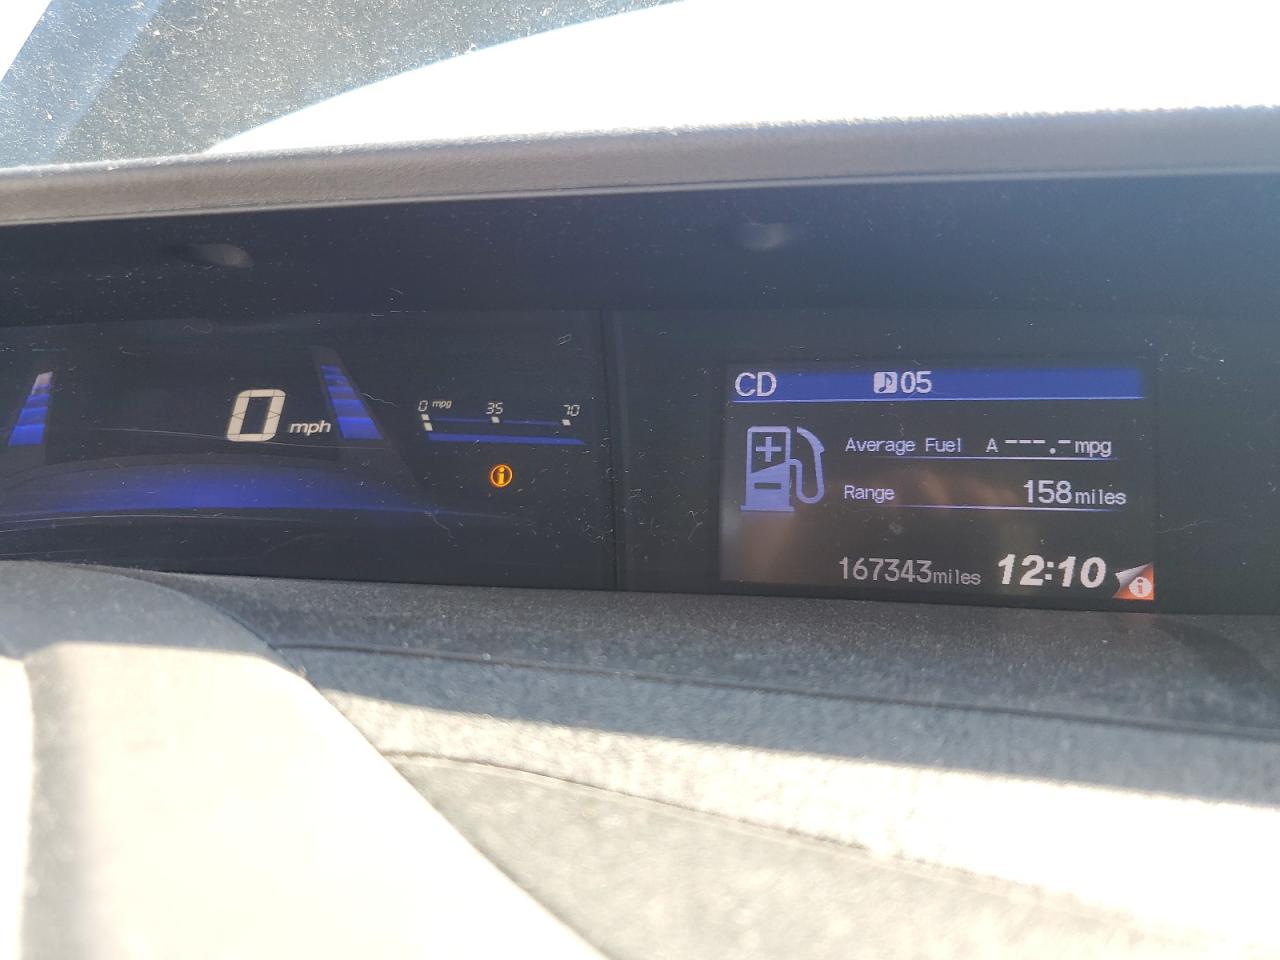 0 mph
0 mpg 35 70
CD 05
Average Fuel A ---.- mpg
Range 158 miles
167343 miles 12:10